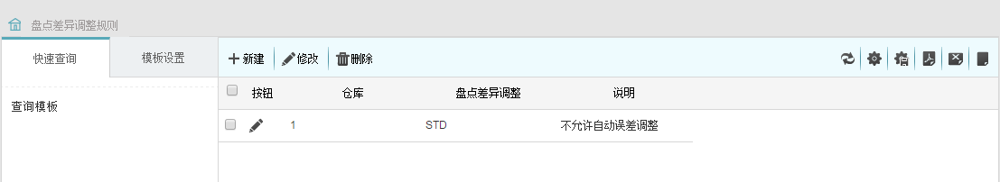 盘点差异调整规则
快速查询 模板设置 新建 修改 删除
按钮 仓库 盘点差异调整 说明
查询模板
1 STD 不允许自动误差调整